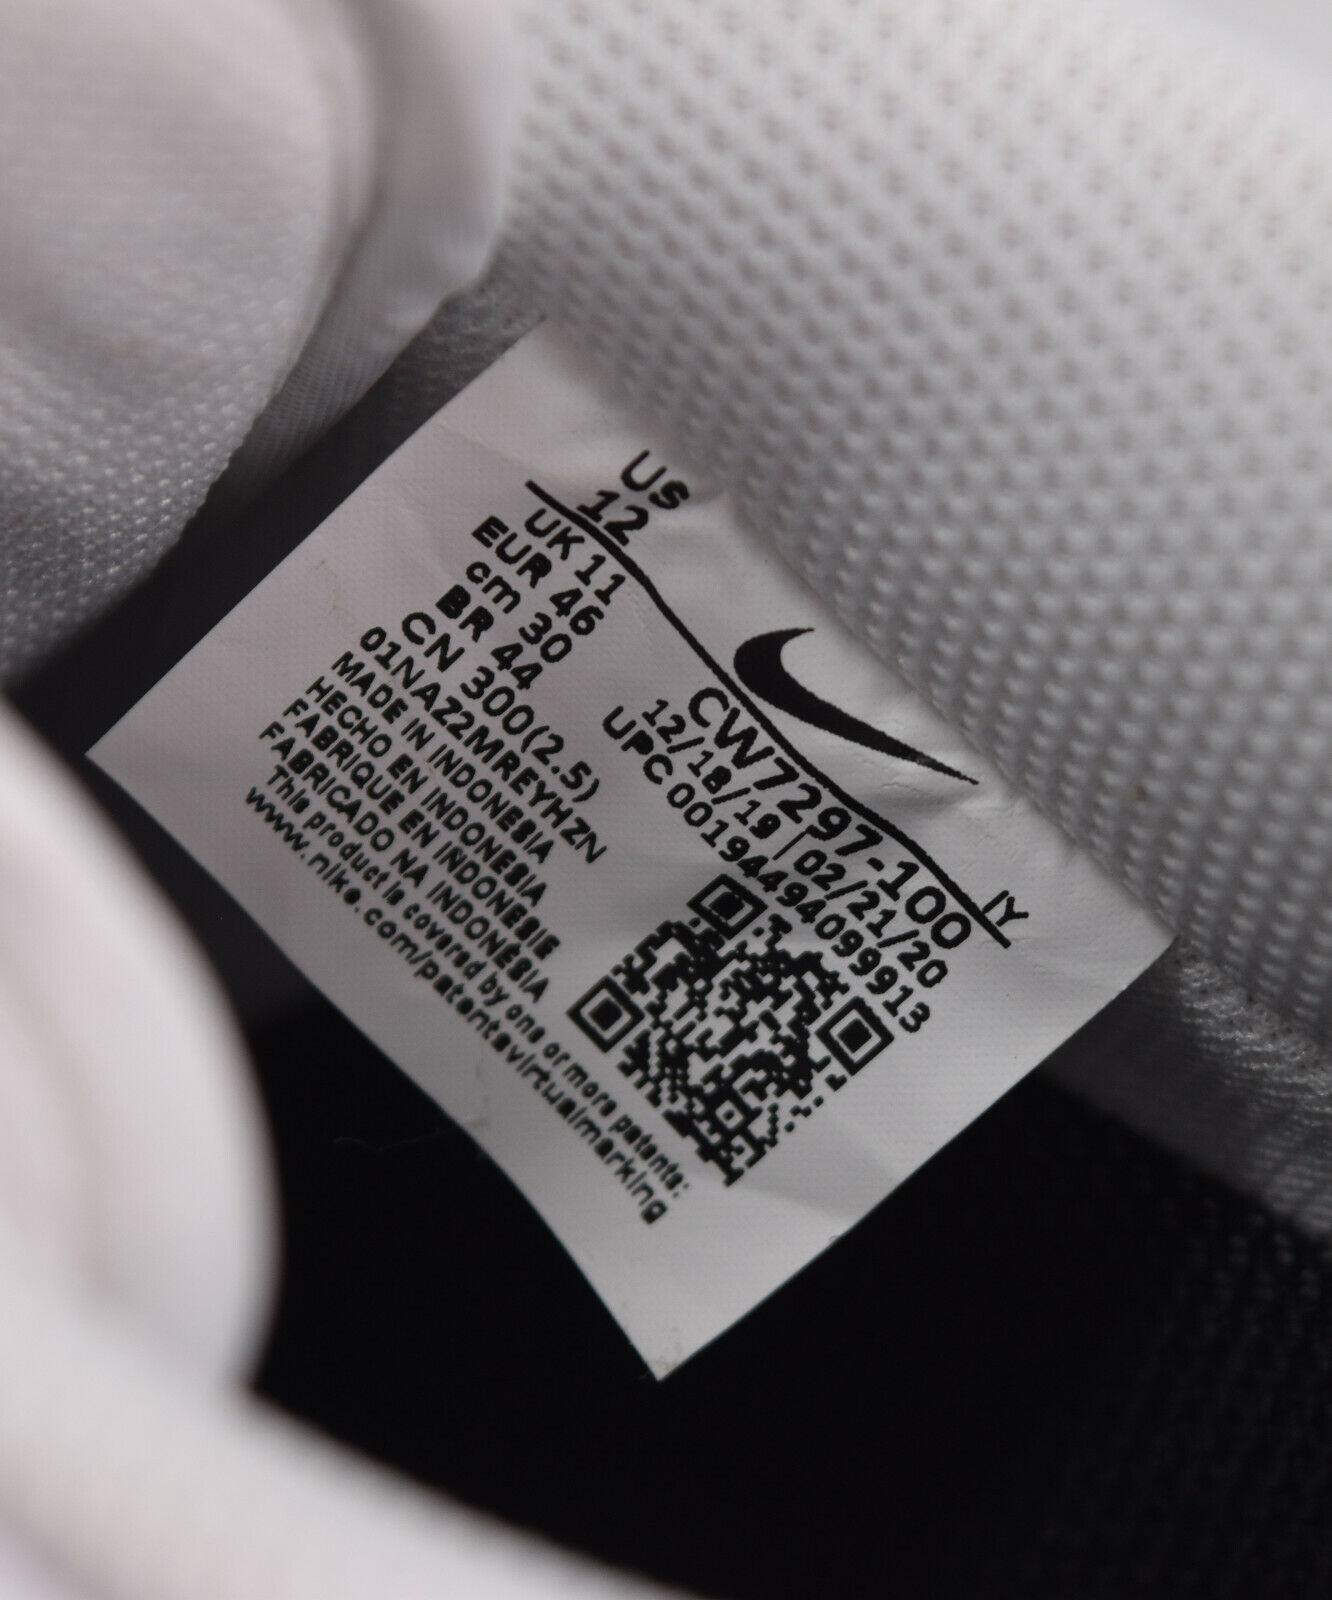 US
12
UK 11
EUR 46
cm 30
BR 44
CN 300(2.5)
01NAZ2MREYHZN
MADE IN INDONESIA
HECHO EN INDONESIA
FABRIQUE EN INDONESIE
FABRICADO NA INDONÉSIA
This product is covered by one or more patents:
www.nike.com/patentvirtualmarking
IY
CW7297-100
12/18/19 | 02/21/20
UPC 00194494099913